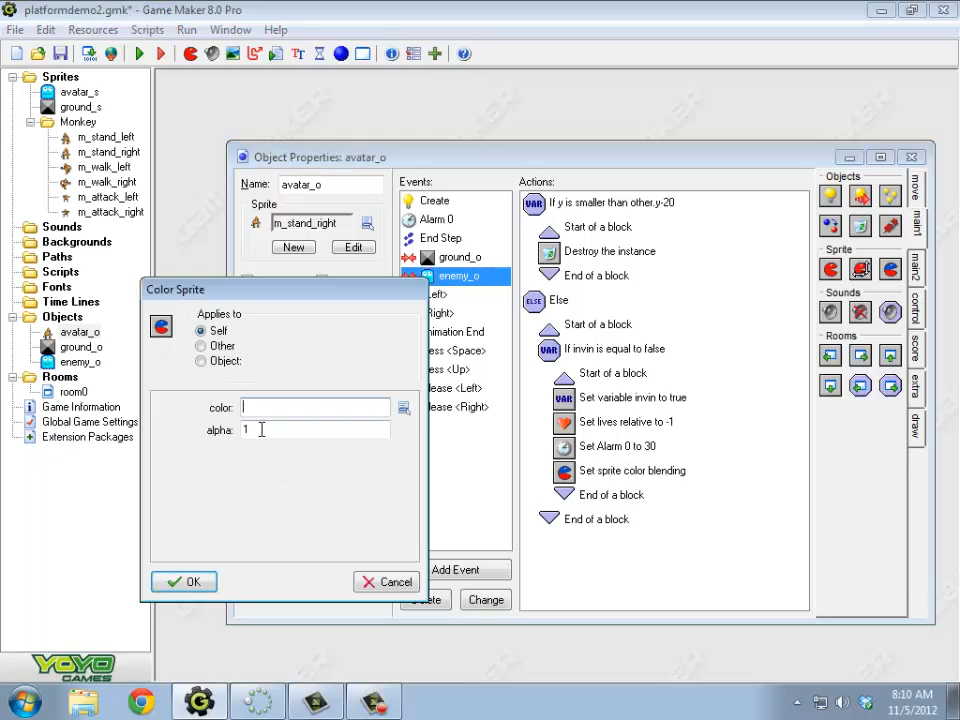 platformdemo2.gmk* - Game Maker 8.0 Pro
File Edit Resources Scripts Run Window Help
Sprites
avatar_s
ground_s
Monkey
m_stand_left
m_stand_right
m_walk_left
m_walk_right
m_attack_left
m_attack_right
Sounds
Backgrounds
Paths
Scripts
Fonts
Time Lines
Objects
avatar_o
ground_o
enemy_o
Rooms
room0
Game Information
Global Game Settings
Extension Packages
YOYO
GAMES
Object Properties: avatar_o
Name: avatar_o
Sprite
m_stand_right
New Edit
Events:
Create
Alarm 0
End Step
ground_o
enemy_o
Left>
Right>
nimation End
ess <Space>
ess <Up>
lease <Left>
lease <Right>
Add Event
Change
Actions:
VAR If y is smaller than other.y-20
Start of a block
Destroy the instance
End of a block
ELSE Else
Start of a block
VAR If invin is equal to false
Start of a block
VAR Set variable invin to true
Set lives relative to -1
Set Alarm 0 to 30
Set sprite color blending
End of a block
End of a block
Objects
Sprite
Sounds
Rooms
move
main1
main2
control
score
extra
draw
Color Sprite
Applies to
Self
Other
Object:
color:
alpha: 1
OK Cancel
8:10 AM
11/5/2012